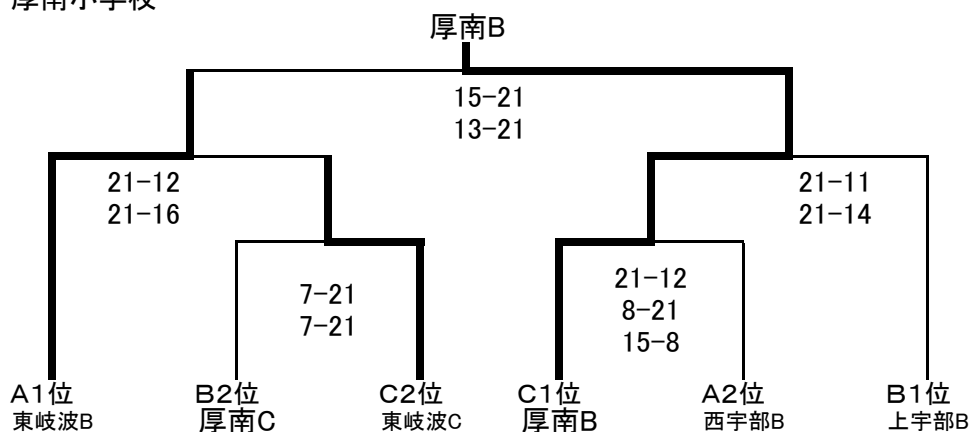 厚南小学校
厚南B
15-21
13-21
21-12
21-16
21-11
21-14
7-21
7-21
21-12
8-21
15-8
A1位
東岐波B
B2位
厚南C
C2位
東岐波C
C1位
厚南B
A2位
西宇部B
B1位
上宇部B